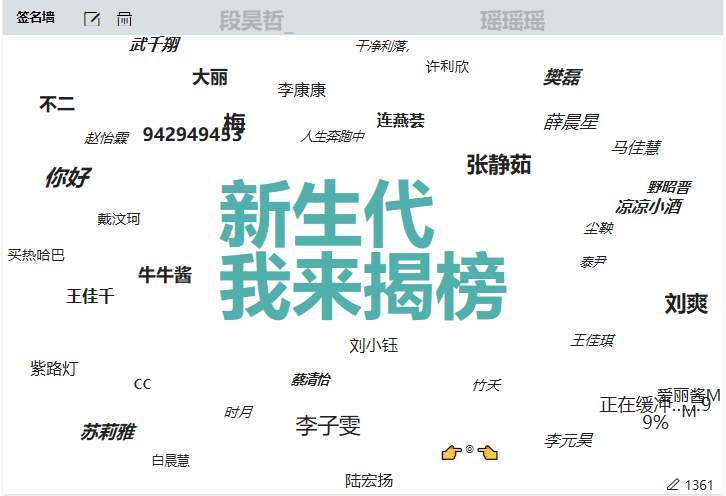 签名墙
段昊哲_
瑶瑶瑶
武千翔
干净利落,
许利欣
大丽
樊磊
李康康
不二
梅
连燕荟
薛晨星
赵怡霖
942949453
人生奔跑中
马佳慧
张静茹
你好
野昭晋
凉凉小酒
新生代
戴汶珂
尘鞅
买热哈巴
我来揭榜
泰尹
牛牛酱
王佳千
刘爽
刘小钰
王佳琪
紫路灯
cc
蔡清怡
竹夭
爱丽酱M
M
正在缓冲......9
9%
时月
李子雯
苏莉雅
李元昊
👉 ⌾ 👈
白晨慧
陆宏扬
1361